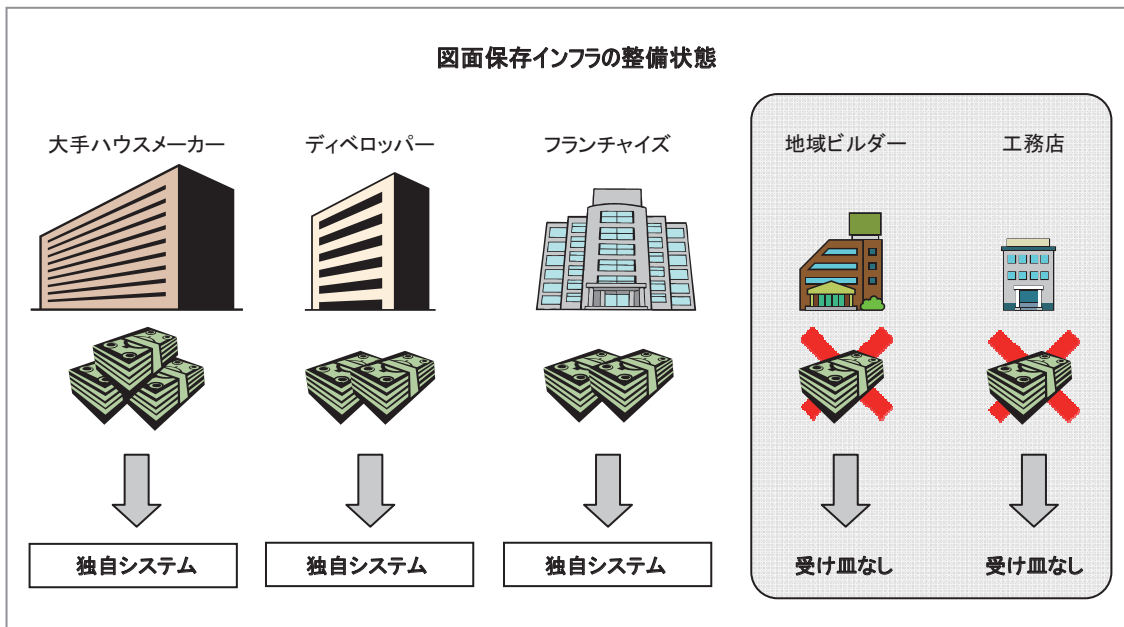 図面保存インフラの整備状態
大手ハウスメーカー
ディベロッパー
フランチャイズ
地域ビルダー
工務店
独自システム
独自システム
独自システム
受け皿なし
受け皿なし